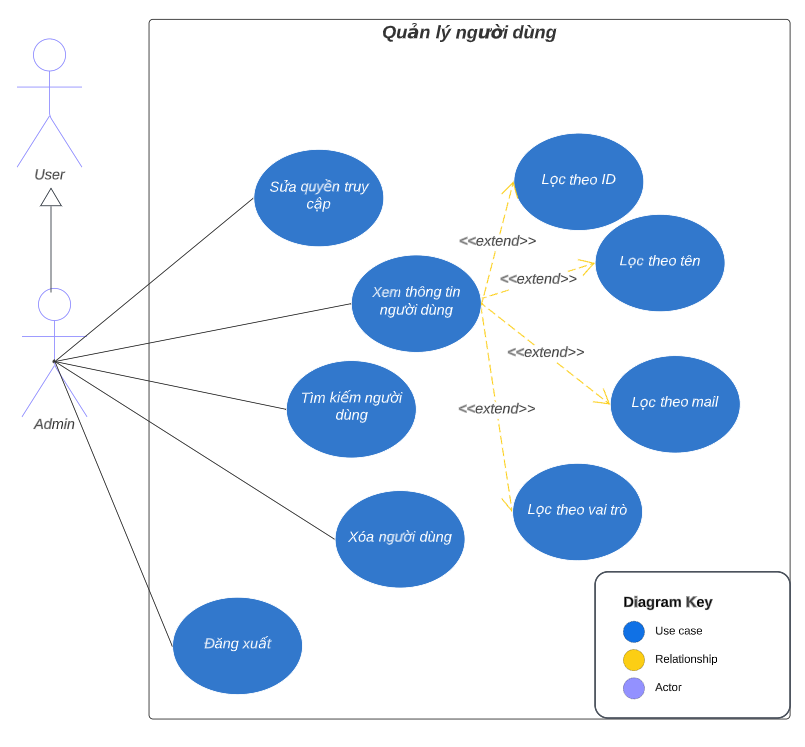 Quản lý người dùng
User
Admin
Sửa quyền truy
cập
Xem thông tin
người dùng
Tìm kiếm người
dùng
Xóa người dùng
Đăng xuất
<<extend>>
<<extend>>
<<extend>>
<<extend>>
Lọc theo ID
Lọc theo tên
Lọc theo mail
Lọc theo vai trò
Diagram Key
Use case
Relationship
Actor